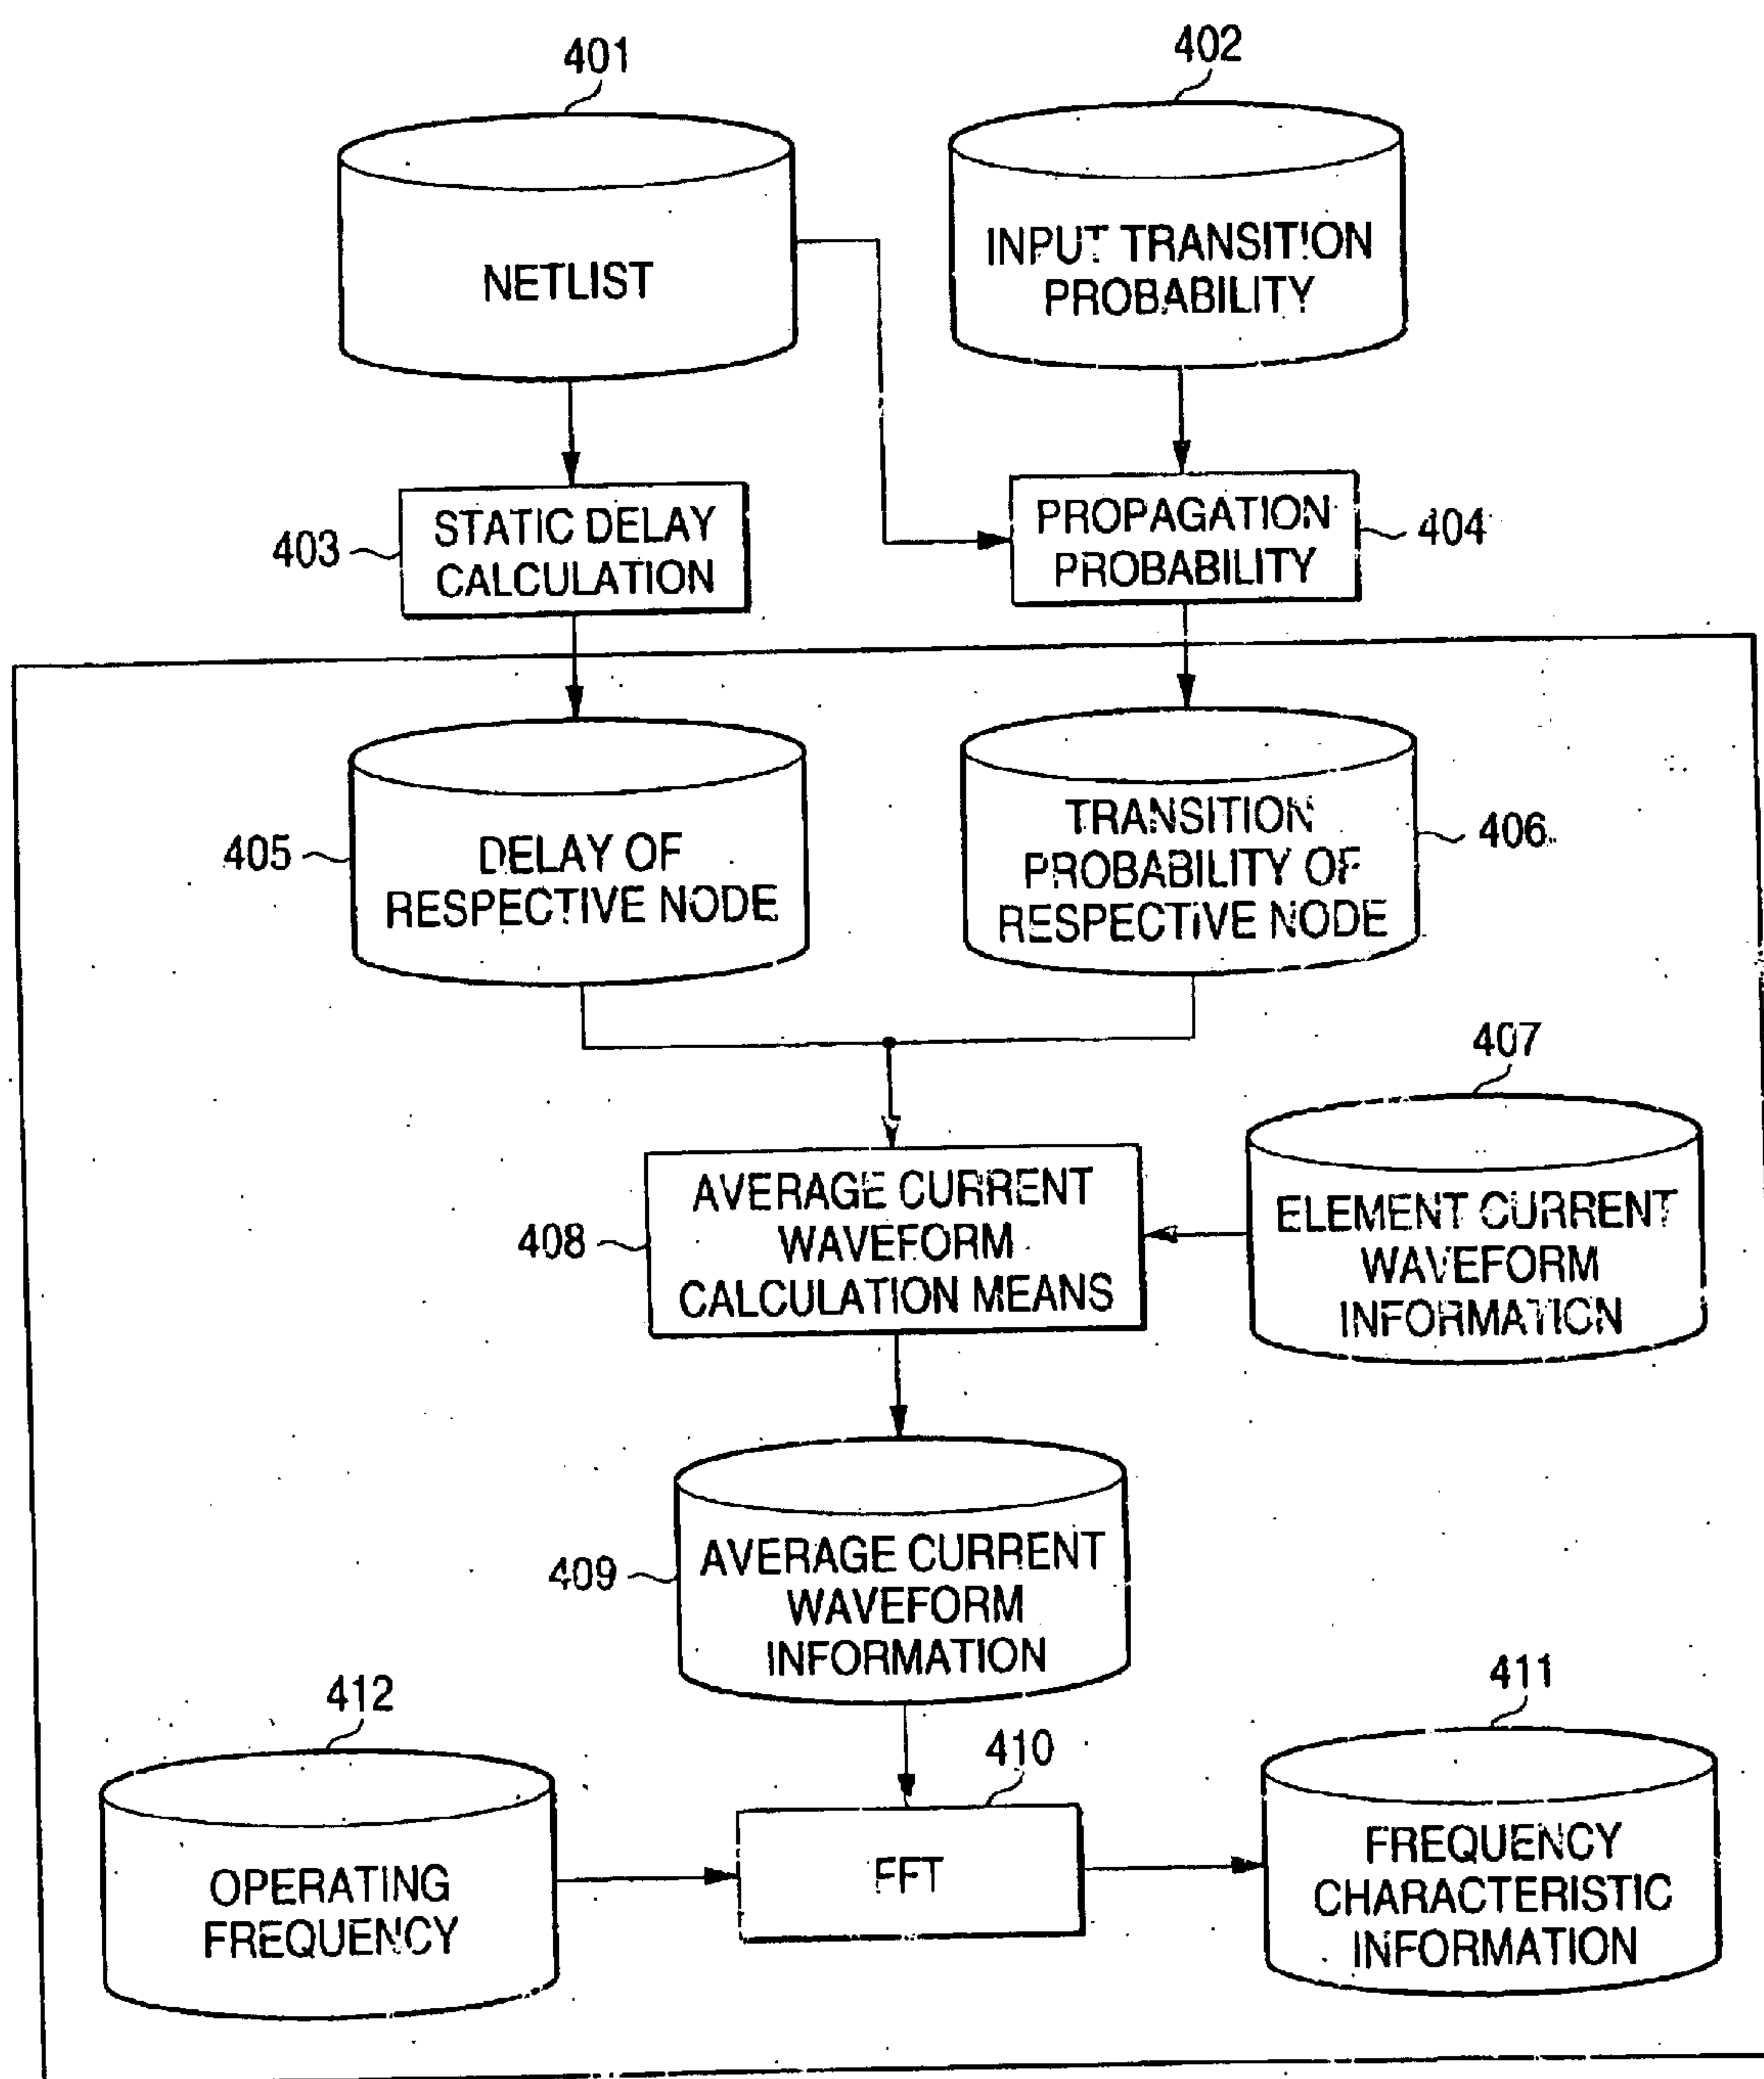 401
402
NETLIST
INPUT TRANSITION
PROBABILITY
403
STATIC DELAY
CALCULATION
PROPAGATION
PROBABILITY
404
405
DELAY OF
RESPECTIVE NODE
TRANSITION
PROBABILITY OF
RESPECTIVE NODE
406
407
408
AVERAGE CURRENT
WAVEFORM
CALCULATION MEANS
ELEMENT CURRENT
WAVEFORM
INFORMATION
409
AVERAGE CURRENT
WAVEFORM
INFORMATION
412
410
411
OPERATING
FREQUENCY
FFT
FREQUENCY
CHARACTERISTIC
INFORMATION